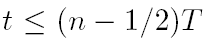 t ≤ (n − 1/2)T